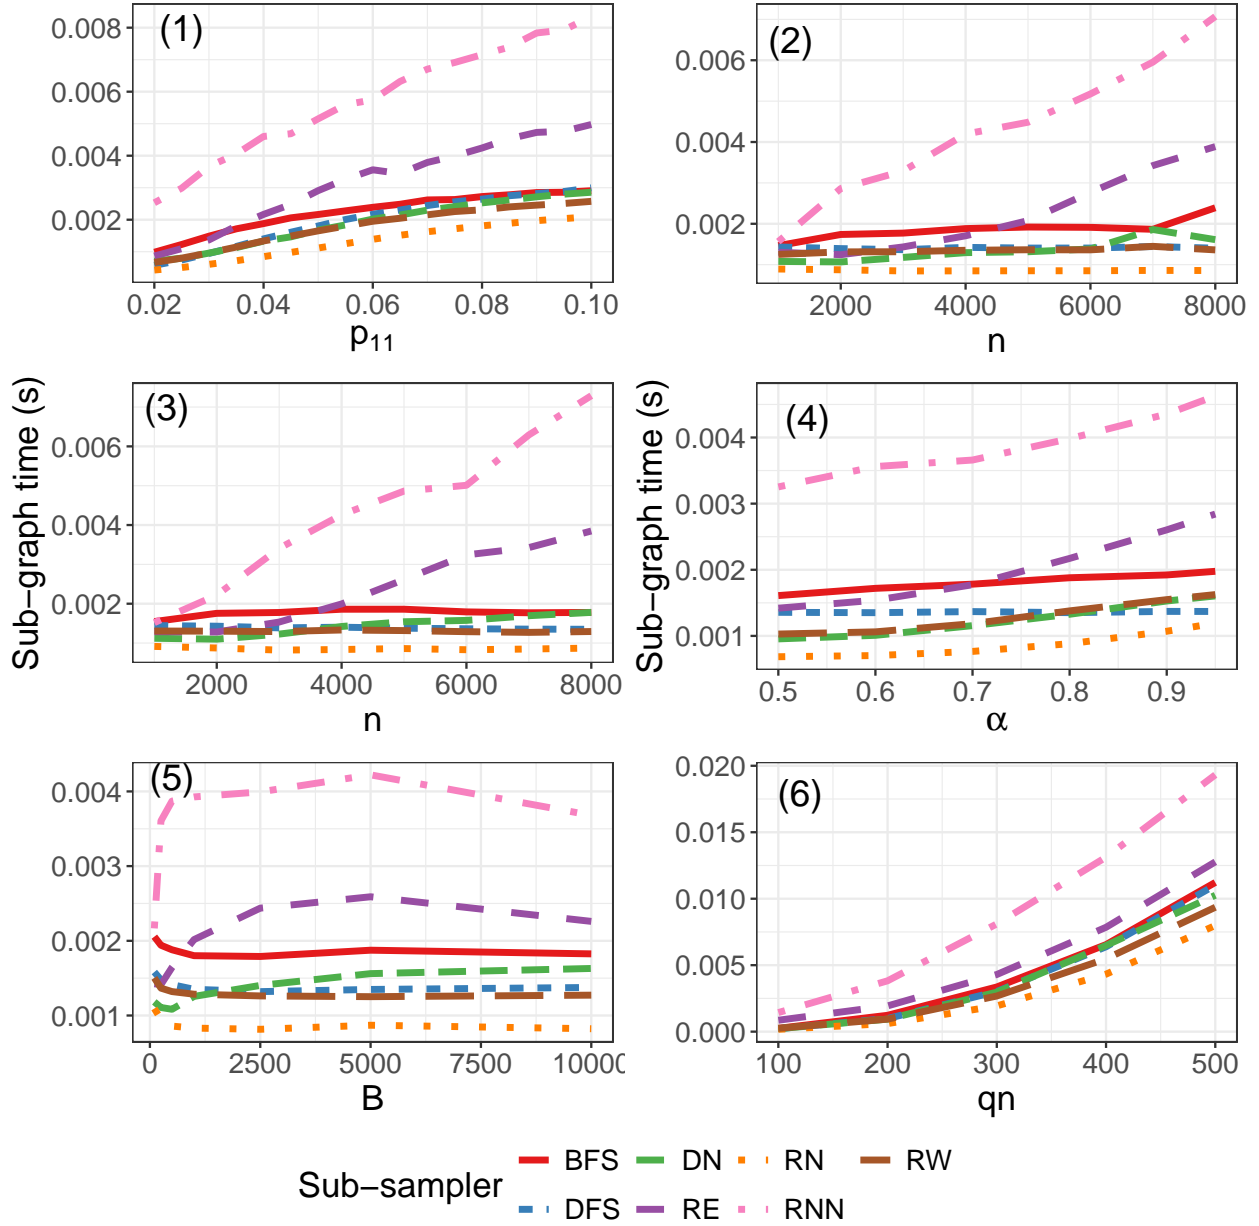 (1)
0.008
0.006
0.004
0.002
0.02 0.04 0.06 0.08 0.10
p11
(2)
0.006
0.004
0.002
2000 4000 6000 8000
n
Sub−graph time (s)
(3)
0.006
0.004
0.002
2000 4000 6000 8000
n
Sub−graph time (s)
(4)
0.004
0.003
0.002
0.001
0.5 0.6 0.7 0.8 0.9
α
(5)
0.004
0.003
0.002
0.001
0 2500 5000 7500 10000
B
(6)
0.020
0.015
0.010
0.005
0.000
100 200 300 400 500
qn
Sub−sampler
BFS DN RN RW
DFS RE RNN